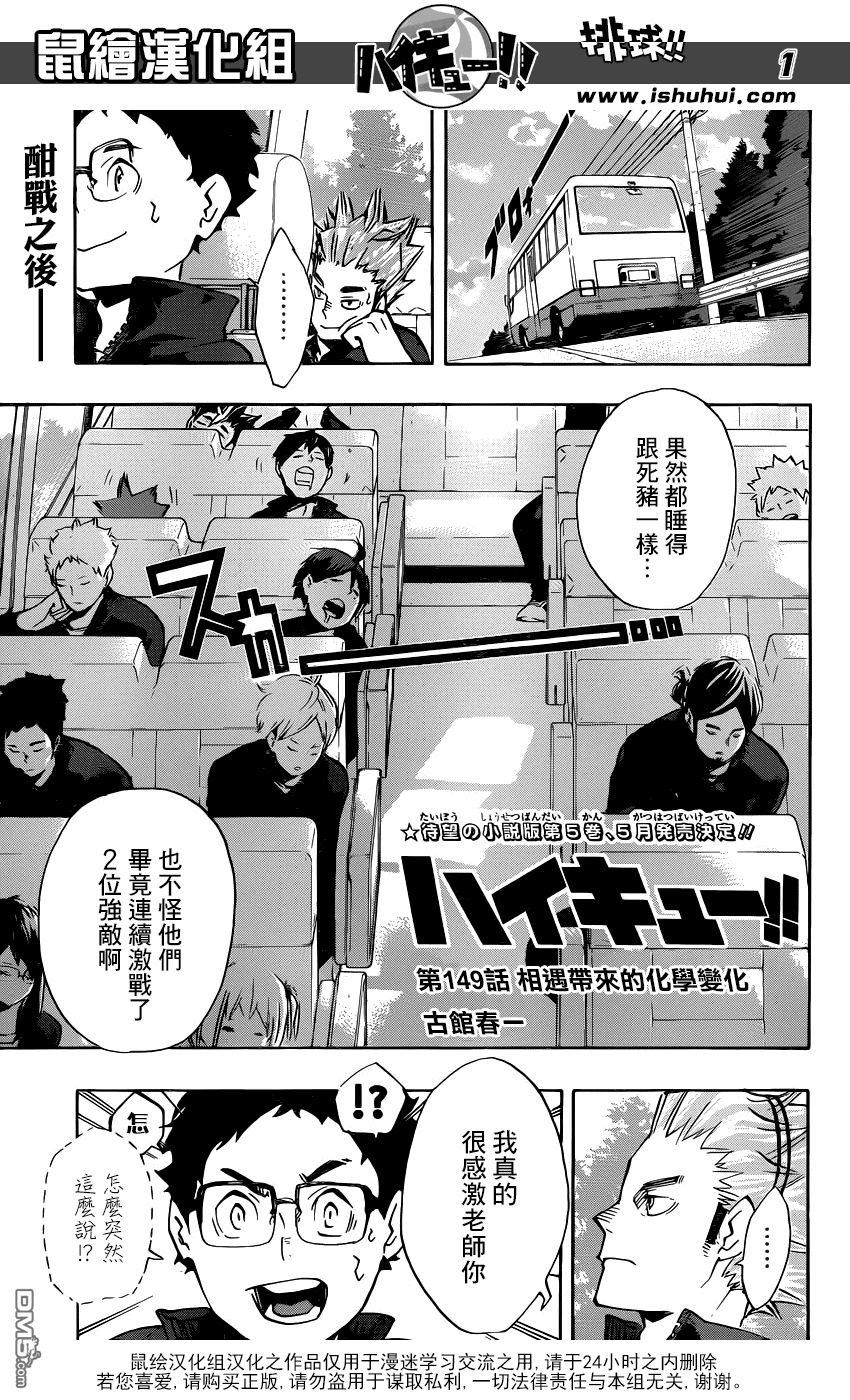 鼠繪漢化組
ハイキュー!!
排球!!
1
www.ishuhui.com
ブロロィー
酣戰之後——
………
果然都睡得
跟死豬一樣…
スカー…
也不怪他們
畢竟連續激戰了
2位強敵啊
たいぼう しょうせつばんだい かん がつはつばいけってい
☆待望の小説版第5巻、5月発売決定!!
ハイキュー!!
第149話 相遇帶來的化學變化
古館春一
……
我真的
很感激老師你
!?
怎
怎麼突然
這麼說!?
DM5.com
鼠绘汉化组汉化之作品仅用于漫迷学习交流之用, 请于24小时之内删除
若您喜爱, 请购买正版, 请勿盗用于谋取私利, 一切法律责任与本组无关, 谢谢。